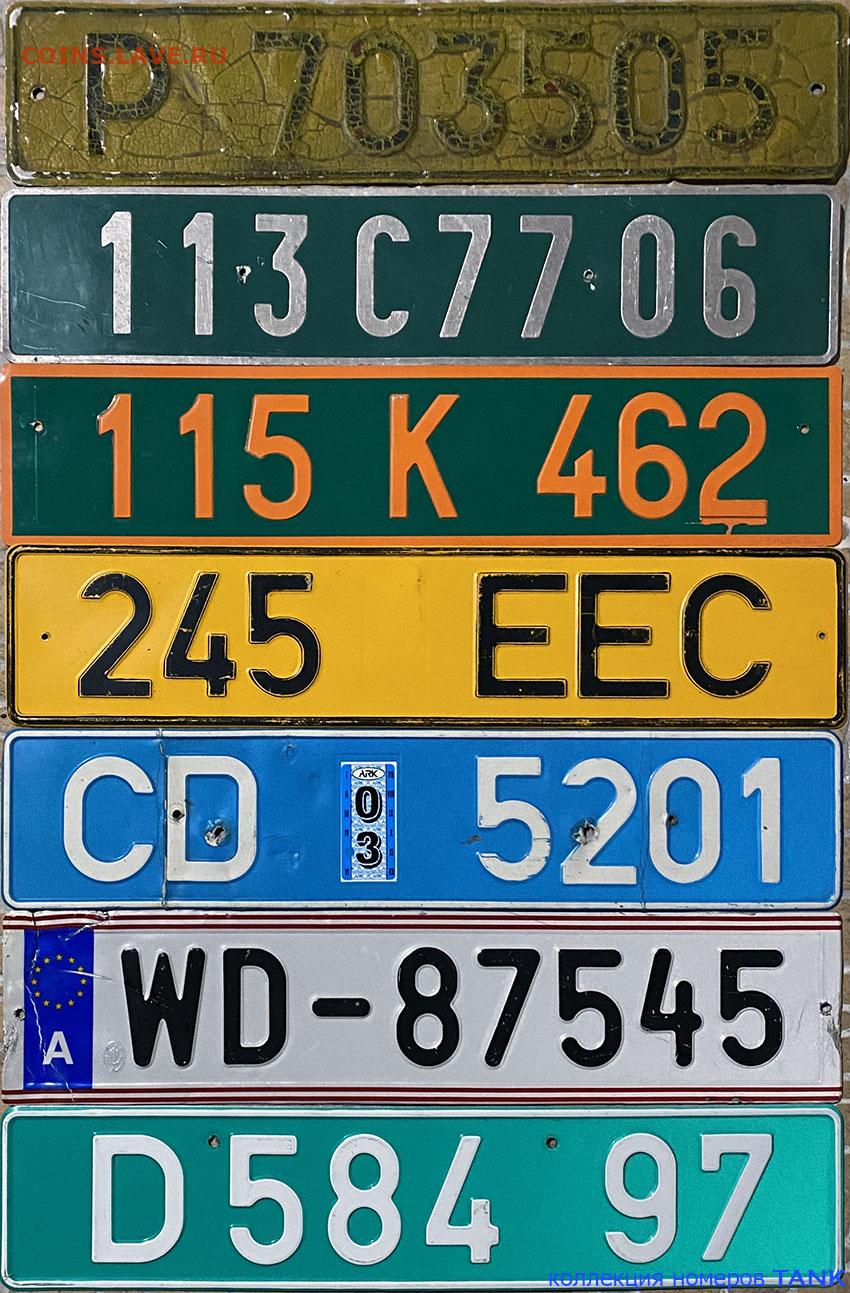 COINS.LAVE.RU
P 703505
113 C77 06
115 K 462
245 EEC
CD ARK 03 5201
A WD-87545
D584 97
коллекция номеров TANK